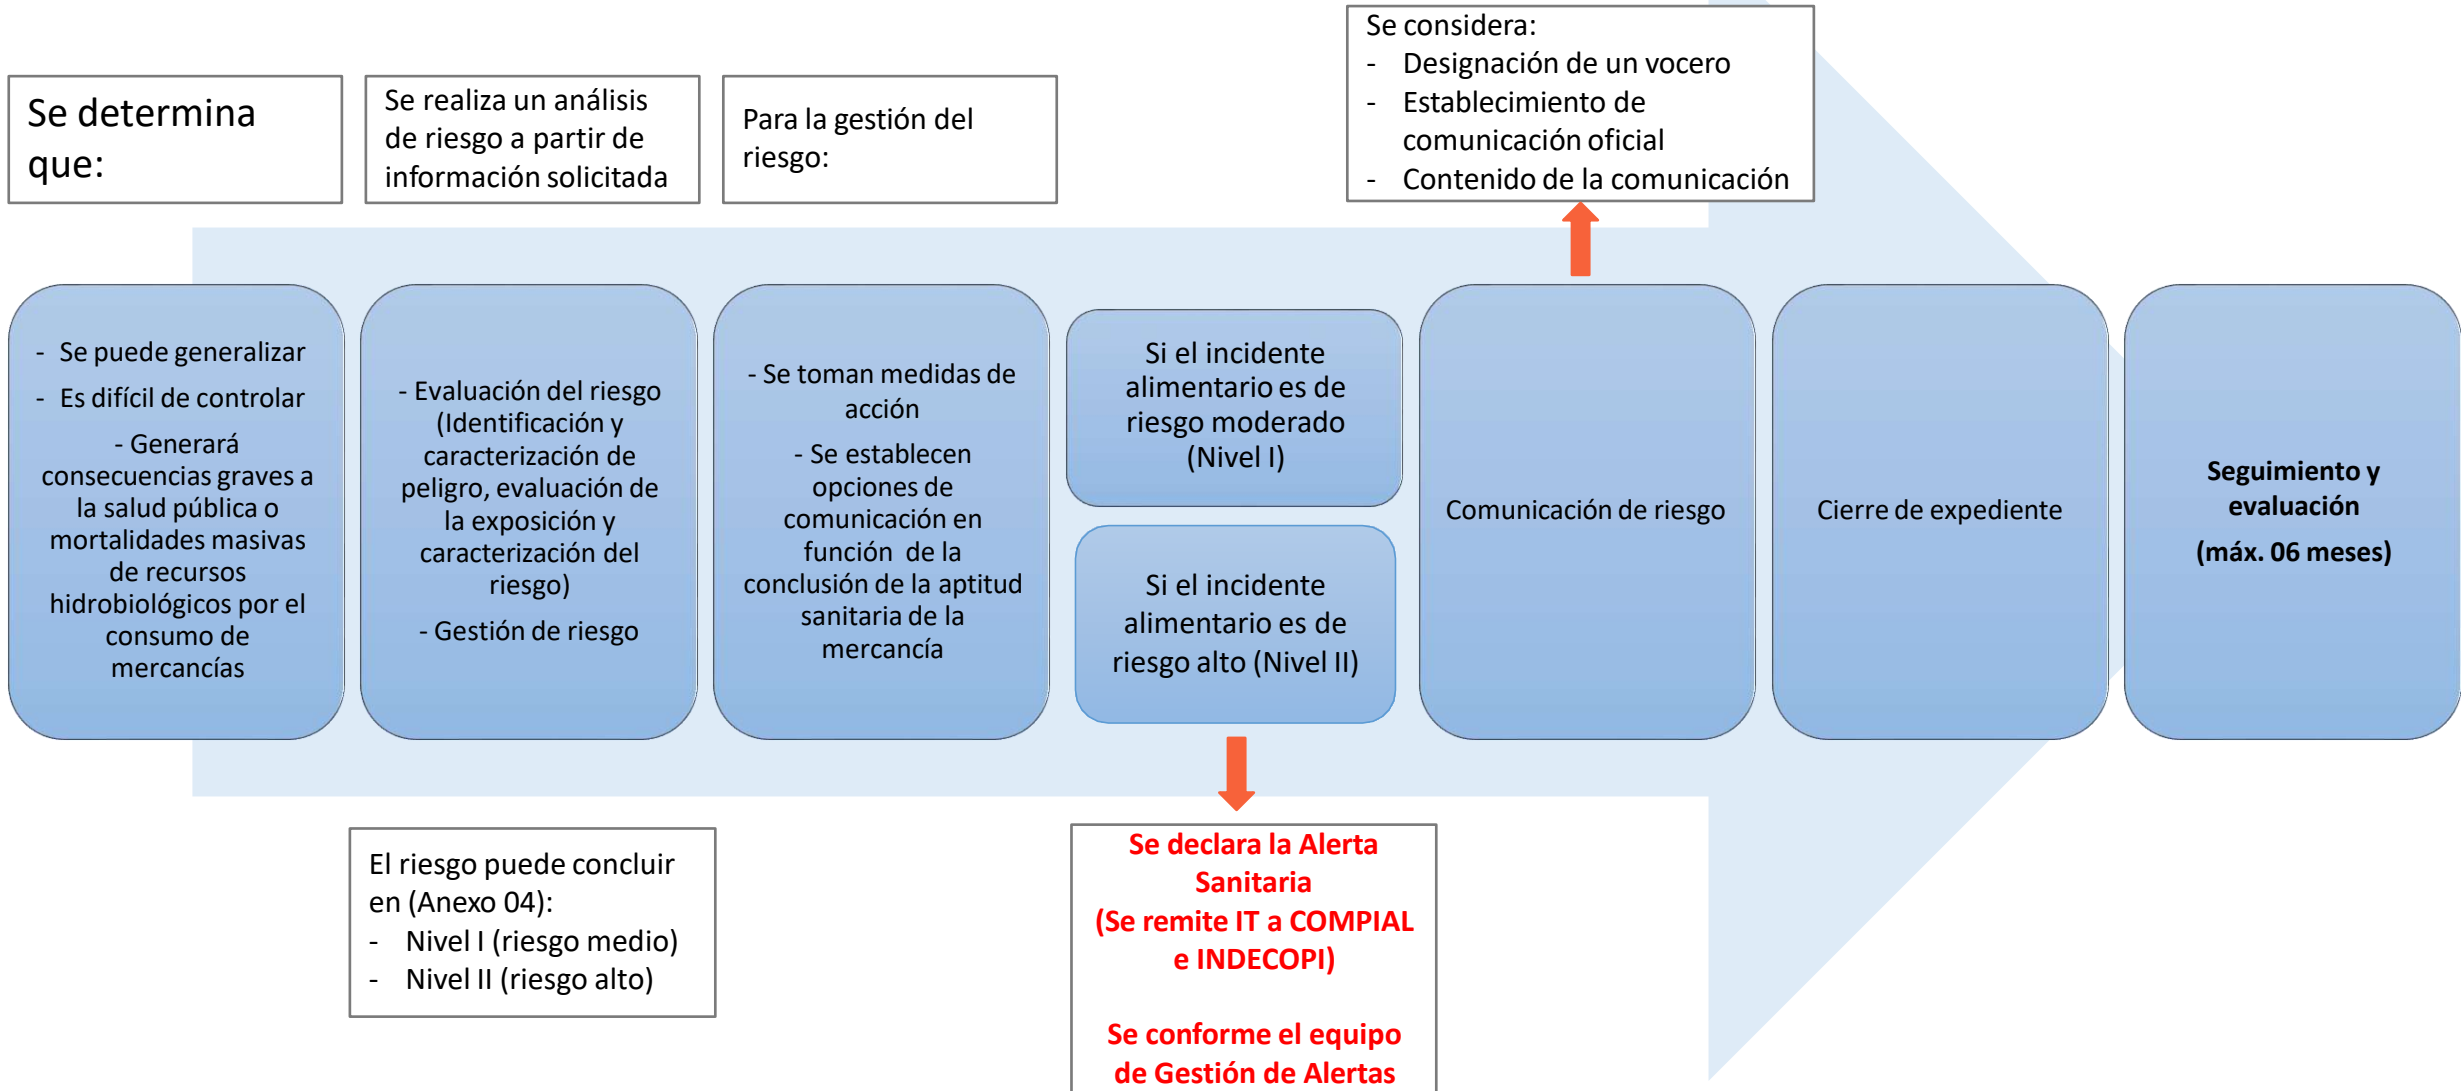 Se determina
que:
Se realiza un análisis
de riesgo a partir de
información solicitada
Para la gestión del
riesgo:
Se considera:
- Designación de un vocero
- Establecimiento de
comunicación oficial
- Contenido de la comunicación
- Se puede generalizar
- Es difícil de controlar
- Generará
consecuencias graves a
la salud pública o
mortalidades masivas
de recursos
hidrobiológicos por el
consumo de
mercancías
- Evaluación del riesgo
(Identificación y
caracterización de
peligro, evaluación de
la exposición y
caracterización del
riesgo)
- Gestión de riesgo
- Se toman medidas de
acción
- Se establecen
opciones de
comunicación en
función de la
conclusión de la aptitud
sanitaria de la
mercancía
Si el incidente
alimentario es de
riesgo moderado
(Nivel I)
Si el incidente
alimentario es de
riesgo alto (Nivel II)
Comunicación de riesgo
Cierre de expediente
Seguimiento y
evaluación
(máx. 06 meses)
El riesgo puede concluir
en (Anexo 04):
- Nivel I (riesgo medio)
- Nivel II (riesgo alto)
Se declara la Alerta
Sanitaria
(Se remite IT a COMPIAL
e INDECOPI)
Se conforme el equipo
de Gestión de Alertas